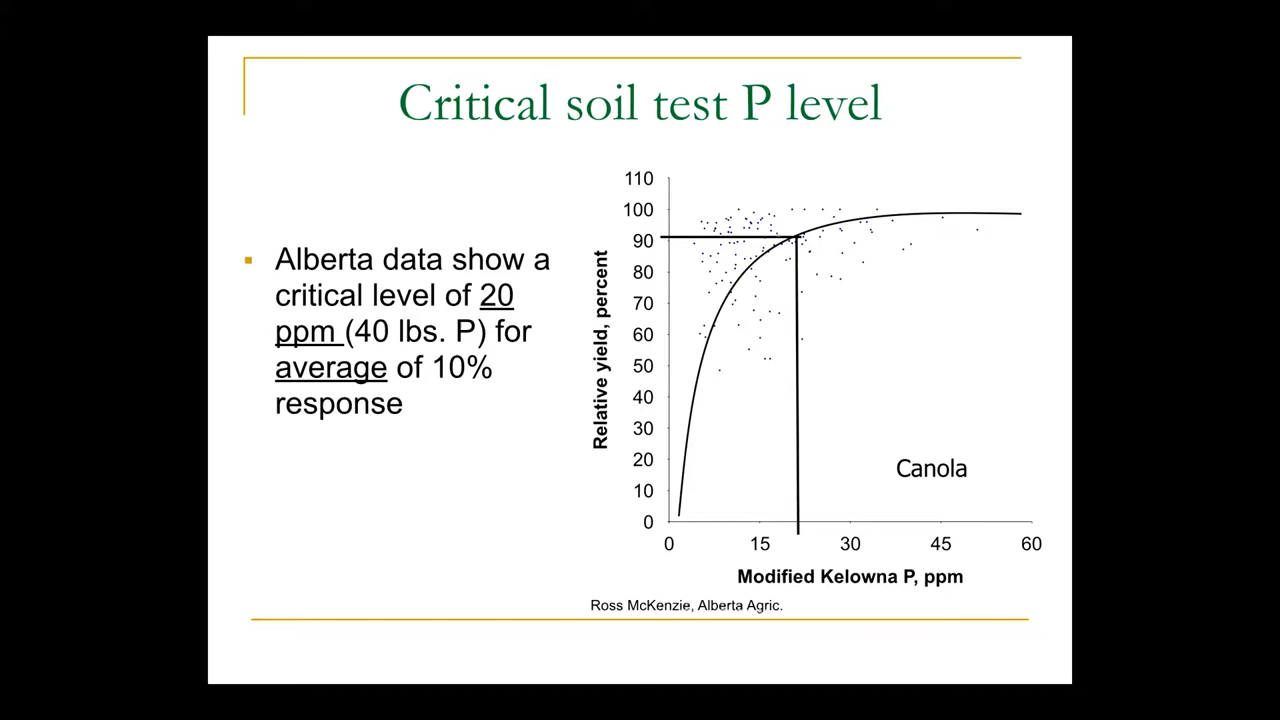 Critical soil test P level
Alberta data show a
critical level of 20
ppm (40 lbs. P) for
average of 10%
response
Relative yield, percent
110
100
90
80
70
60
50
40
30
20
10
0
Canola
0 15 30 45 60
Modified Kelowna P, ppm
Ross McKenzie, Alberta Agric.